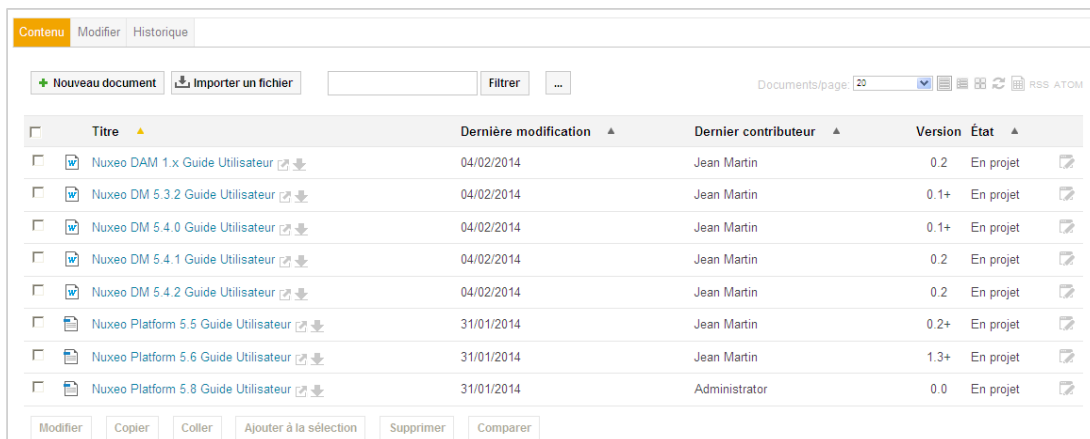 Contenu Modifier Historique
+ Nouveau document Importer un fichier Filtrer ... Documents/page: 20 RSS ATOM
Titre Dernière modification Dernier contributeur Version État
Nuxeo DAM 1.x Guide Utilisateur 04/02/2014 Jean Martin 0.2 En projet
Nuxeo DM 5.3.2 Guide Utilisateur 04/02/2014 Jean Martin 0.1+ En projet
Nuxeo DM 5.4.0 Guide Utilisateur 04/02/2014 Jean Martin 0.1+ En projet
Nuxeo DM 5.4.1 Guide Utilisateur 04/02/2014 Jean Martin 0.2 En projet
Nuxeo DM 5.4.2 Guide Utilisateur 04/02/2014 Jean Martin 0.2 En projet
Nuxeo Platform 5.5 Guide Utilisateur 31/01/2014 Jean Martin 0.2+ En projet
Nuxeo Platform 5.6 Guide Utilisateur 31/01/2014 Jean Martin 1.3+ En projet
Nuxeo Platform 5.8 Guide Utilisateur 31/01/2014 Administrator 0.0 En projet
Modifier Copier Coller Ajouter à la sélection Supprimer Comparer